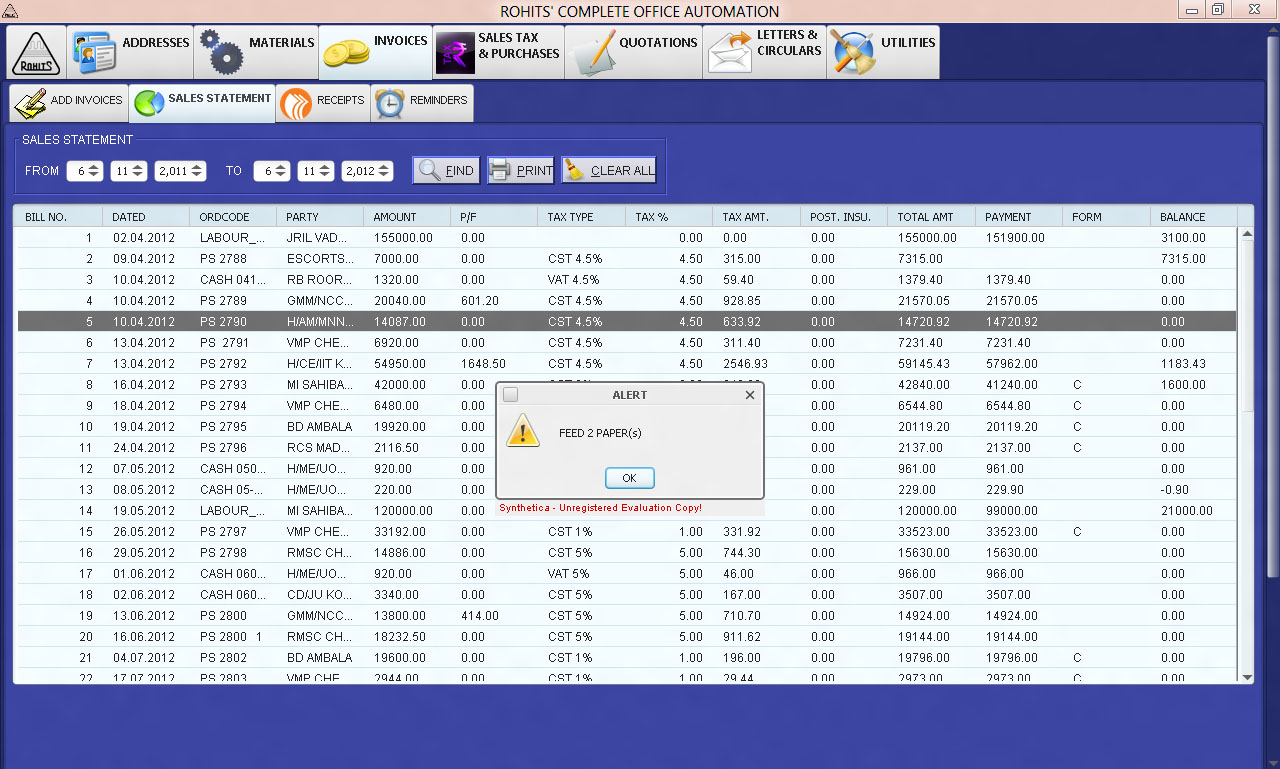 ROHITS' COMPLETE OFFICE AUTOMATION
ROHITS ADDRESSES MATERIALS INVOICES SALES TAX & PURCHASES QUOTATIONS LETTERS & CIRCULARS UTILITIES
ADD INVOICES SALES STATEMENT RECEIPTS REMINDERS
SALES STATEMENT
FROM 6 11 2,011 TO 6 11 2,012 FIND PRINT CLEAR ALL
BILL NO. DATED ORDCODE PARTY AMOUNT P/F TAX TYPE TAX % TAX AMT. POST. INSU. TOTAL AMT PAYMENT FORM BALANCE
1 02.04.2012 LABOUR_... JRIL VAD... 155000.00 0.00 0.00 0.00 0.00 155000.00 151900.00 3100.00
2 09.04.2012 PS 2788 ESCORTS... 7000.00 0.00 CST 4.5% 4.50 315.00 0.00 7315.00 7315.00
3 10.04.2012 CASH 041... RB ROOR... 1320.00 0.00 VAT 4.5% 4.50 59.40 0.00 1379.40 1379.40 0.00
4 10.04.2012 PS 2789 GMM/NCC... 20040.00 601.20 CST 4.5% 4.50 928.85 0.00 21570.05 21570.05 0.00
5 10.04.2012 PS 2790 H/AM/MNN... 14087.00 0.00 CST 4.5% 4.50 633.92 0.00 14720.92 14720.92 0.00
6 13.04.2012 PS 2791 VMP CHE... 6920.00 0.00 CST 4.5% 4.50 311.40 0.00 7231.40 7231.40 0.00
7 13.04.2012 PS 2792 H/CE/IIT K... 54950.00 1648.50 CST 4.5% 4.50 2546.93 0.00 59145.43 57962.00 1183.43
8 16.04.2012 PS 2793 MI SAHIBA... 42000.00 0.00 0.00 42840.00 41240.00 C 1600.00
9 18.04.2012 PS 2794 VMP CHE... 6480.00 0.00 0.00 6544.80 6544.80 C 0.00
10 19.04.2012 PS 2795 BD AMBALA 19920.00 0.00 0.00 20119.20 20119.20 C 0.00
11 24.04.2012 PS 2796 RCS MAD... 2116.50 0.00 0.00 2137.00 2137.00 C 0.00
12 07.05.2012 CASH 050... H/ME/UO... 920.00 0.00 0.00 961.00 961.00 0.00
13 08.05.2012 CASH 05-... H/ME/UO... 220.00 0.00 0.00 229.00 229.90 -0.90
14 19.05.2012 LABOUR_... MI SAHIBA... 120000.00 0.00 0.00 120000.00 99000.00 21000.00
15 26.05.2012 PS 2797 VMP CHE... 33192.00 0.00 CST 1% 1.00 331.92 0.00 33523.00 33523.00 C 0.00
16 29.05.2012 PS 2798 RMSC CH... 14886.00 0.00 CST 5% 5.00 744.30 0.00 15630.00 15630.00 0.00
17 01.06.2012 CASH 060... H/ME/UO... 920.00 0.00 VAT 5% 5.00 46.00 0.00 966.00 966.00 0.00
18 02.06.2012 CASH 060... CD/JU KO... 3340.00 0.00 CST 5% 5.00 167.00 0.00 3507.00 3507.00 0.00
19 13.06.2012 PS 2800 GMM/NCC... 13800.00 414.00 CST 5% 5.00 710.70 0.00 14924.00 14924.00 0.00
20 16.06.2012 PS 2800 1 RMSC CH... 18232.50 0.00 CST 5% 5.00 911.62 0.00 19144.00 19144.00 0.00
21 04.07.2012 PS 2802 BD AMBALA 19600.00 0.00 CST 1% 1.00 196.00 0.00 19796.00 19796.00 C 0.00
22 17.07.2012 PS 2803 VMP CHE... 2944.00 0.00 CST 1% 1.00 29.44 0.00 2973.00 2973.00 C 0.00
ALERT
FEED 2 PAPER(s)
OK
Synthetica - Unregistered Evaluation Copy!